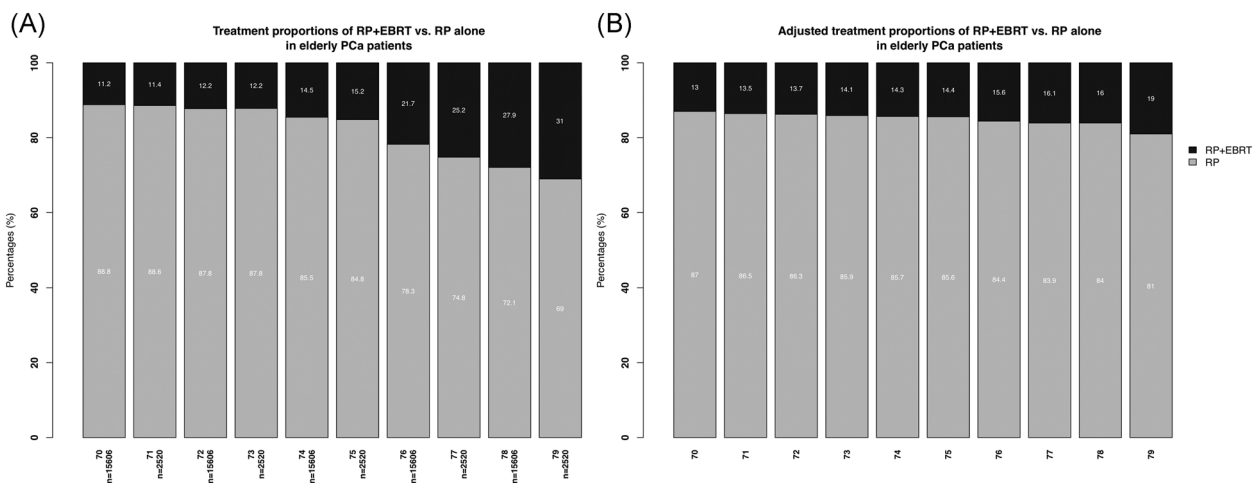 (A)
Treatment proportions of RP+EBRT vs. RP alone
in elderly PCa patients
Percentages (%)
100
80
60
40
20
0
11.2 11.4 12.2 12.2 14.5 15.2 21.7 25.2 27.9 31
88.8 88.6 87.8 87.8 85.5 84.8 78.3 74.8 72.1 69
70 71 72 73 74 75 76 77 78 79
n=15606 n=2520 n=15606 n=2520 n=15606 n=2520 n=15606 n=2520 n=15606 n=2520
(B)
Adjusted treatment proportions of RP+EBRT vs. RP alone
in elderly PCa patients
Percentages (%)
100
80
60
40
20
0
13 13.5 13.7 14.1 14.3 14.4 15.6 16.1 16 19
87 86.5 86.3 85.9 85.7 85.6 84.4 83.9 84 81
70 71 72 73 74 75 76 77 78 79
RP+EBRT
RP